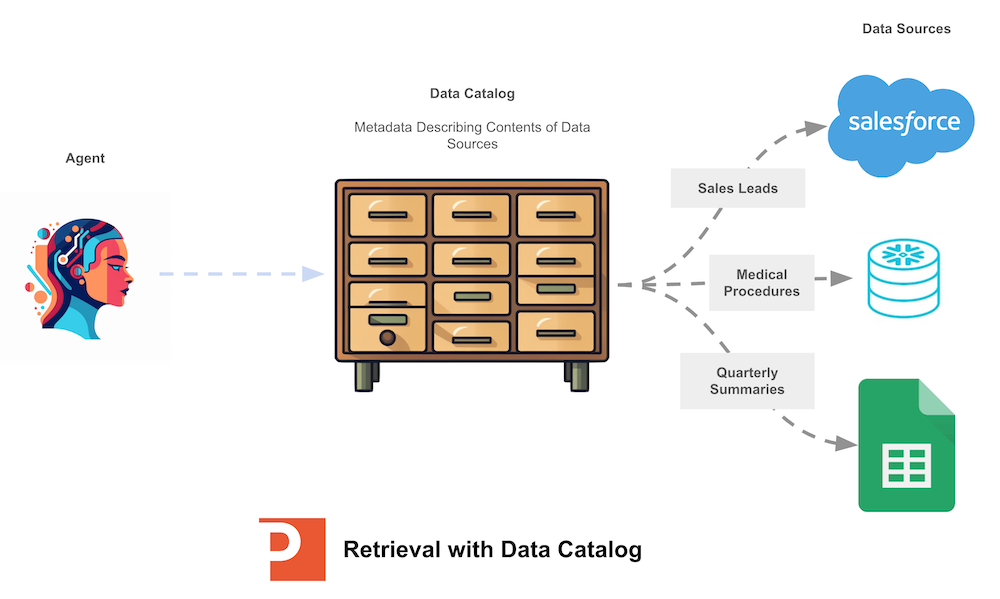 Data Sources
Data Catalog
Metadata Describing Contents of Data
Sources
Agent
salesforce
Sales Leads
Medical
Procedures
Quarterly
Summaries
P
Retrieval with Data Catalog